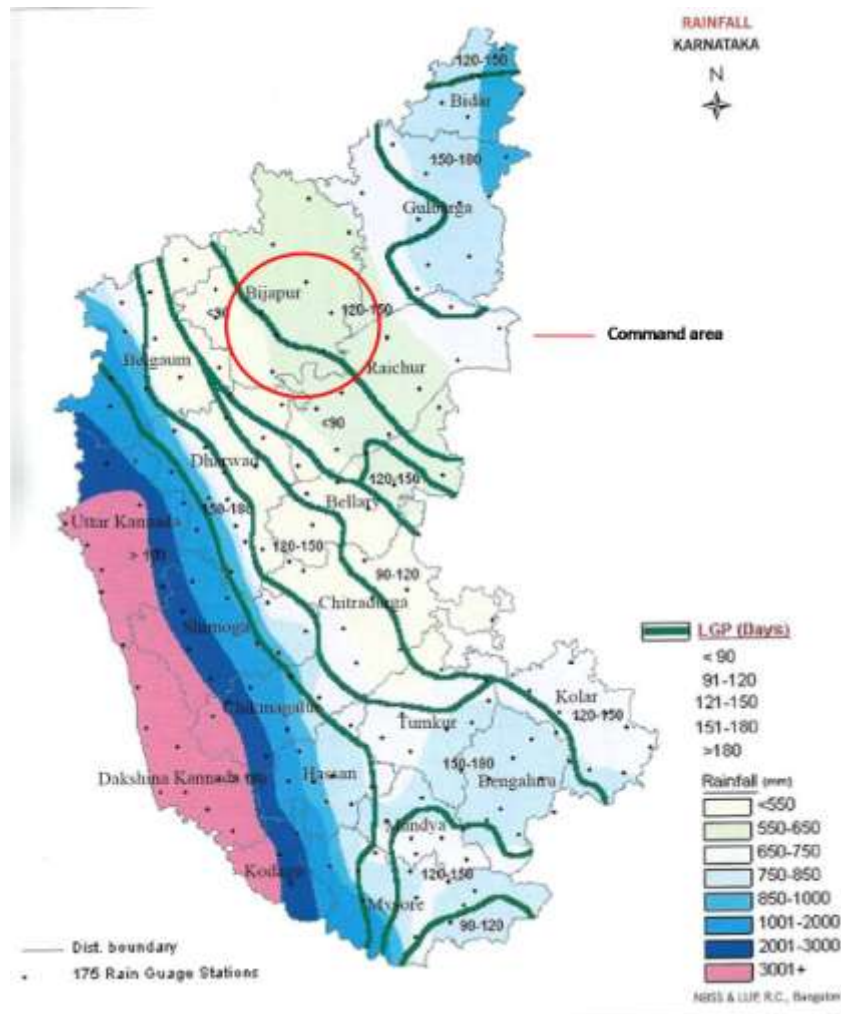 RAINFALL
KARNATAKA
N
120-150
Bidar
150-180
Gulburga
Bijapur
120-150
Command area
Belgaum
Raichur
<90
Dharwad
120-150
Bellary
Uttar Kannada
150-180
120-150
90-120
Chitradurga
Shimoga
LGP (Days)
< 90
91-120
121-150
151-180
>180
Kolar
120-150
Chikmagalur
Tumkur
150-180
Dakshina Kannada
Hassan
Bengaluru
Mandya
Kodagu
120-150
Mysore
90-120
Rainfall (mm)
<550
550-650
650-750
750-850
850-1000
1001-2000
2001-3000
3001+
Dist. boundary
175 Rain Guage Stations
NBSS & LUP, R.C., Bangalor